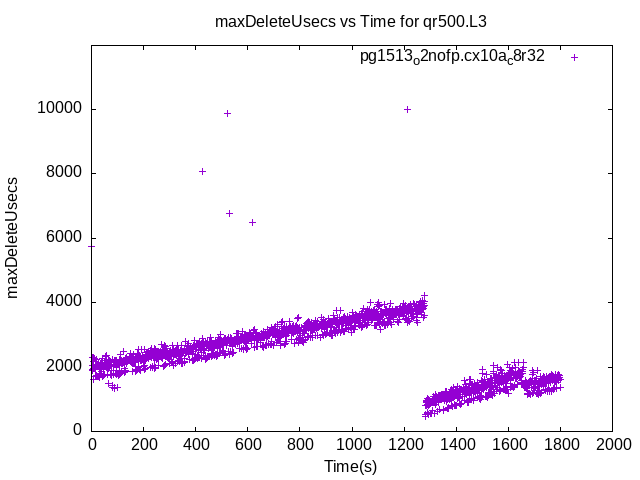 maxDeleteUsecs vs Time for qr500.L3
pg1513o2nofp.cx10ac8r32
maxDeleteUsecs
10000
8000
6000
4000
2000
0
0 200 400 600 800 1000 1200 1400 1600 1800 2000
Time(s)